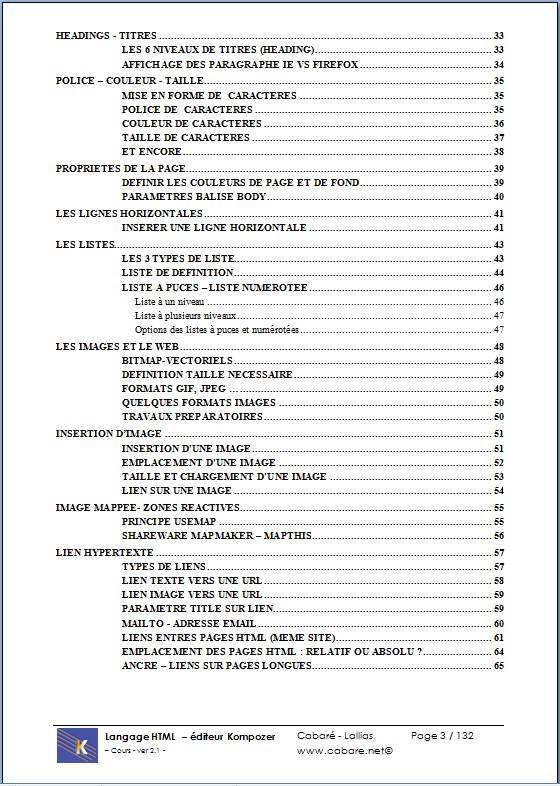 HEADINGS - TITRES ........ 33
LES 6 NIVEAUX DE TITRES (HEADING)........ 33
AFFICHAGE DES PARAGRAPHE IE VS FIREFOX ........ 34
POLICE – COULEUR - TAILLE........ 35
MISE EN FORME DE CARACTERES ........ 35
POLICE DE CARACTERES ........ 35
COULEUR DE CARACTERES ........ 36
TAILLE DE CARACTERES ........ 37
ET ENCORE........ 38
PROPRIETES DE LA PAGE........ 39
DEFINIR LES COULEURS DE PAGE ET DE FOND........ 39
PARAMETRES BALISE BODY........ 40
LES LIGNES HORIZONTALES........ 41
INSERER UNE LIGNE HORIZONTALE ........ 41
LES LISTES........ 43
LES 3 TYPES DE LISTE........ 43
LISTE DE DEFINITION........ 44
LISTE A PUCES – LISTE NUMEROTEE ........ 46
Liste à un niveau ........ 46
Liste à plusieurs niveaux........ 47
Options des listes à puces et numérotées........ 47
LES IMAGES ET LE WEB........ 48
BITMAP-VECTORIELS........ 48
DEFINITION TAILLE NECESSAIRE........ 49
FORMATS GIF, JPEG ........ 49
QUELQUES FORMATS IMAGES ........ 50
TRAVAUX PREPARATOIRES........ 50
INSERTION D'IMAGE ........ 51
INSERTION D'UNE IMAGE........ 51
EMPLACEMENT D'UNE IMAGE ........ 52
TAILLE ET CHARGEMENT D'UNE IMAGE ........ 53
LIEN SUR UNE IMAGE........ 54
IMAGE MAPPEE- ZONES REACTIVES........ 55
PRINCIPE USEMAP ........ 55
SHAREWARE MAPMAKER – MAPTHIS........ 56
LIEN HYPERTEXTE ........ 57
TYPES DE LIENS........ 57
LIEN TEXTE VERS UNE URL........ 58
LIEN IMAGE VERS UNE URL........ 59
PARAMETRE TITLE SUR LIEN........ 59
MAILTO - ADRESSE EMAIL........ 60
LIENS ENTRES PAGES HTML (MEME SITE)........ 61
EMPLACEMENT DES PAGES HTML : RELATIF OU ABSOLU ?........ 64
ANCRE – LIENS SUR PAGES LONGUES........ 65
K Langage HTML – éditeur Kompozer Cabaré - Lallias Page 3 / 132
– Cours - ver 2.1 - www.cabare.net©